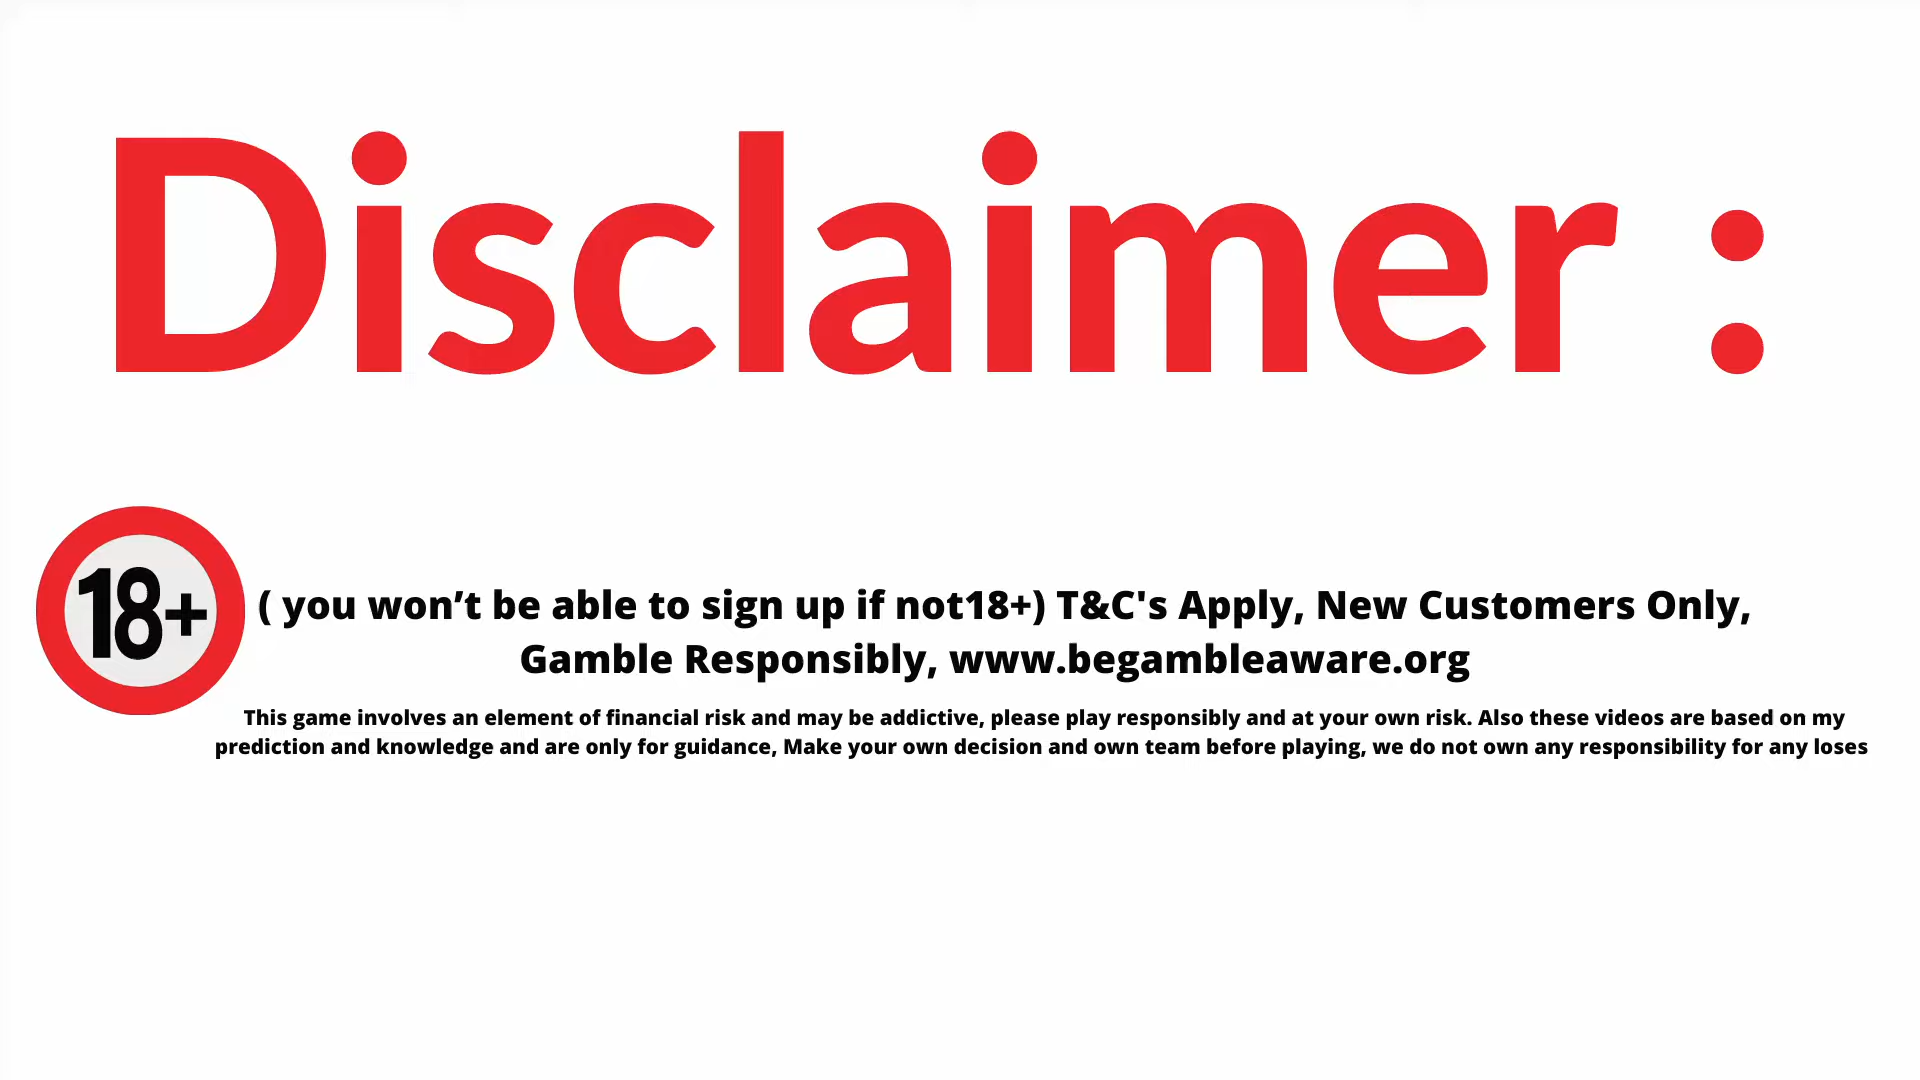 Disclaimer :
18+
( you won’t be able to sign up if not18+) T&C's Apply, New Customers Only,
Gamble Responsibly, www.begambleaware.org
This game involves an element of financial risk and may be addictive, please play responsibly and at your own risk. Also these videos are based on my
prediction and knowledge and are only for guidance, Make your own decision and own team before playing, we do not own any responsibility for any loses